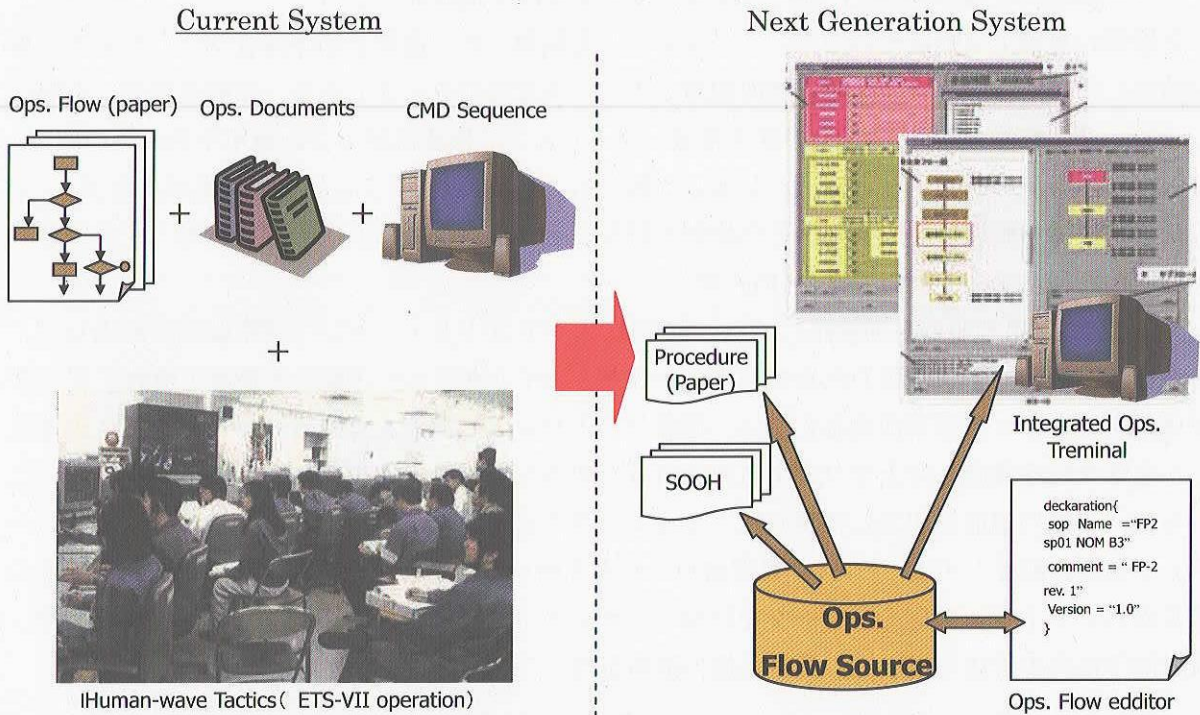 Current System
Ops. Flow (paper)
Ops. Documents
CMD Sequence
+
+
+
IHuman-wave Tactics( ETS-VII operation)
Next Generation System
Procedure
(Paper)
SOOH
Integrated Ops.
Treminal
Ops.
Flow Source
deckaration{
sop Name ="FP2
sp01 NOM B3"
comment = " FP-2
rev. 1"
Version = "1.0"
}
Ops. Flow edditor